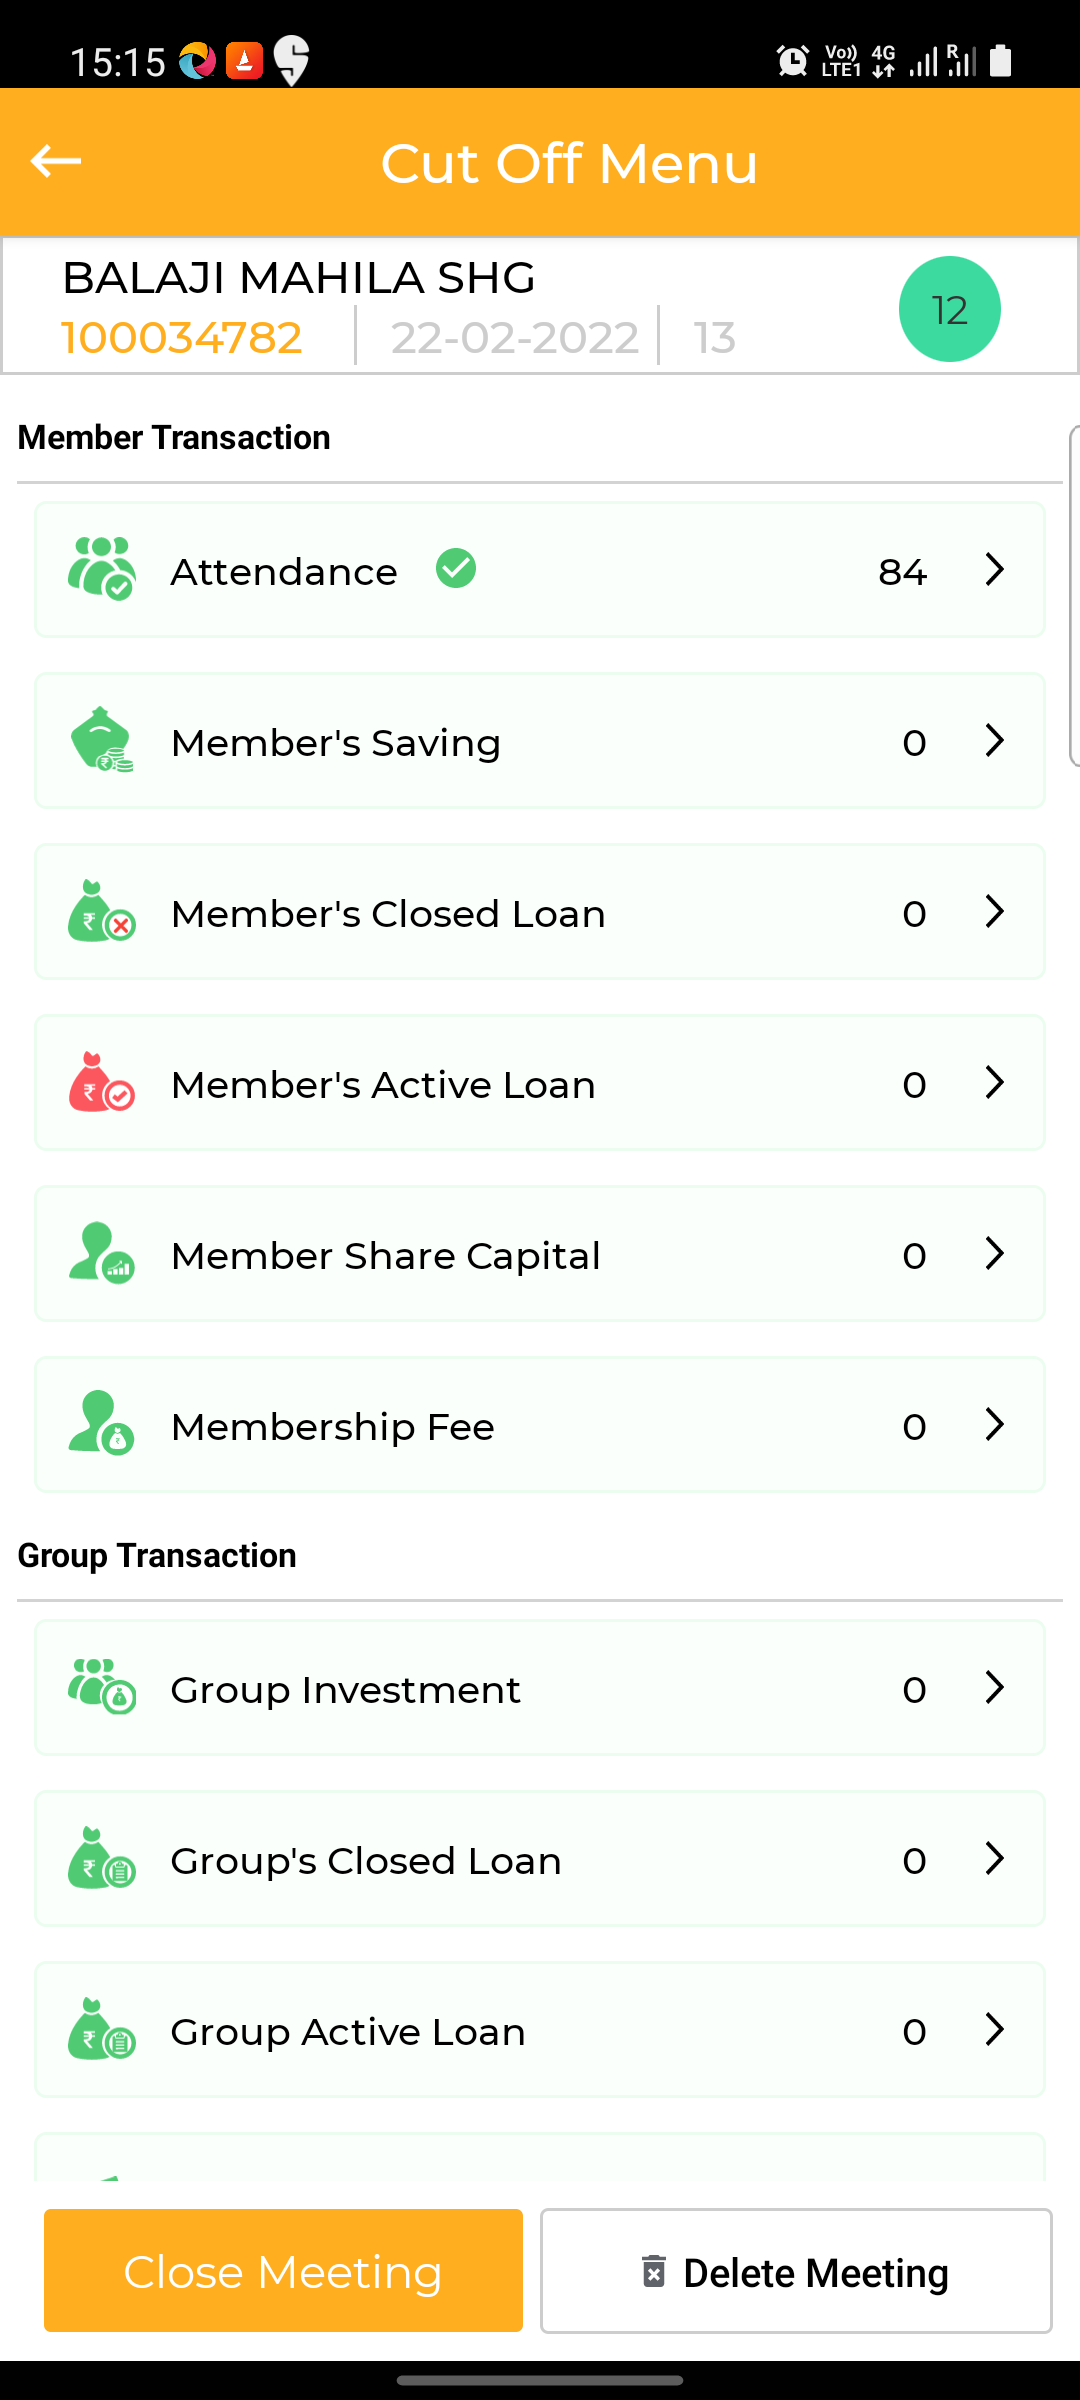 15:15 Vo)) LTE1 4G R
Cut Off Menu
BALAJI MAHILA SHG
100034782 22-02-2022 13 12
Member Transaction
Attendance 84
Member's Saving 0
Member's Closed Loan 0
Member's Active Loan 0
Member Share Capital 0
Membership Fee 0
Group Transaction
Group Investment 0
Group's Closed Loan 0
Group Active Loan 0
Close Meeting Delete Meeting